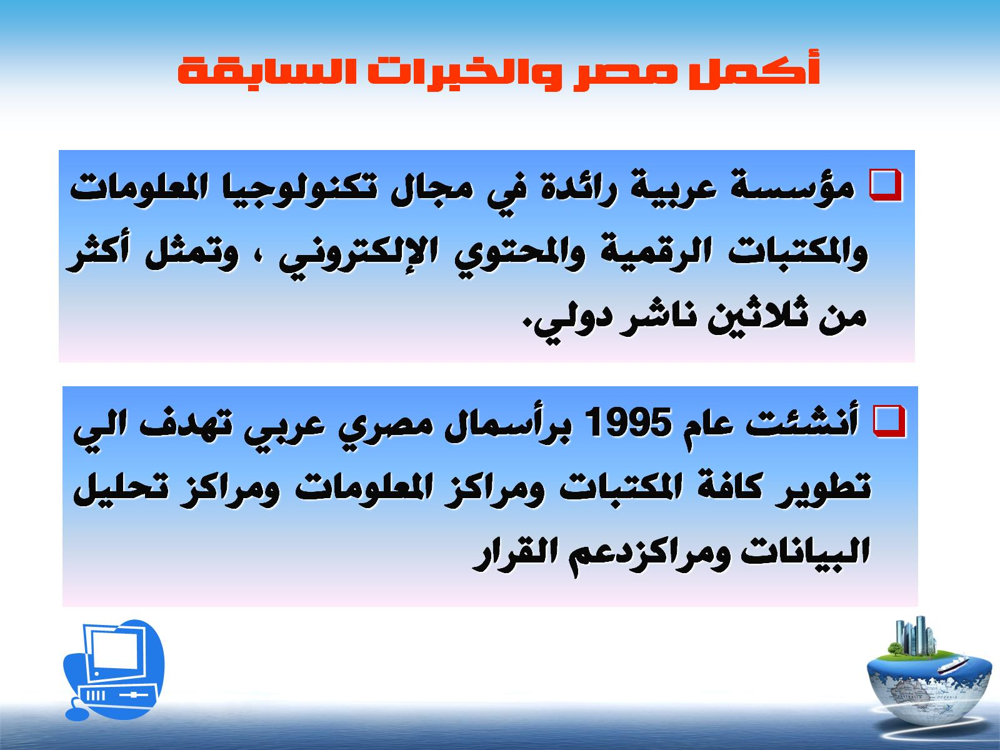 أكمل مصر والخبرات السابقة
مؤسسة عربية رائدة في مجال تكنولوجيا المعلومات
والمكتبات الرقمية والمحتوي الإلكتروني ، وتمثل أكثر
من ثلاثين ناشر دولي.
أنشئت عام 1995 برأسمال مصري عربي تهدف الي
تطوير كافة المكتبات ومراكز المعلومات ومراكز تحليل
البيانات ومراكزدعم القرار
AUSTRALIA
OCEANIA